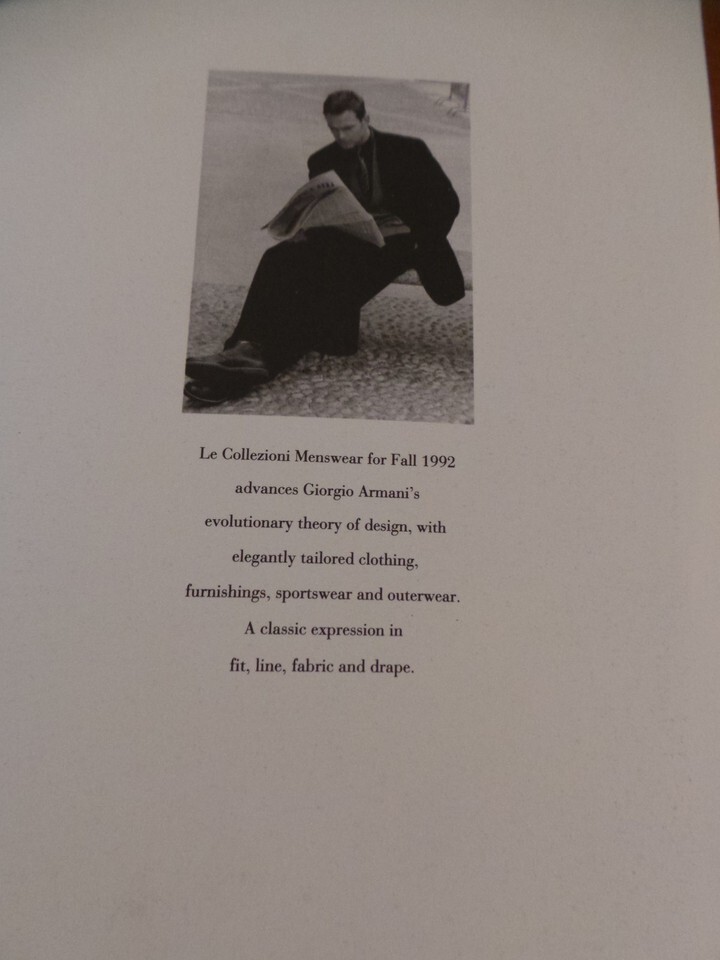 Le Collezioni Menswear for Fall 1992
advances Giorgio Armani's
evolutionary theory of design, with
elegantly tailored clothing,
furnishings, sportswear and outerwear.
A classic expression in
fit, line, fabric and drape.